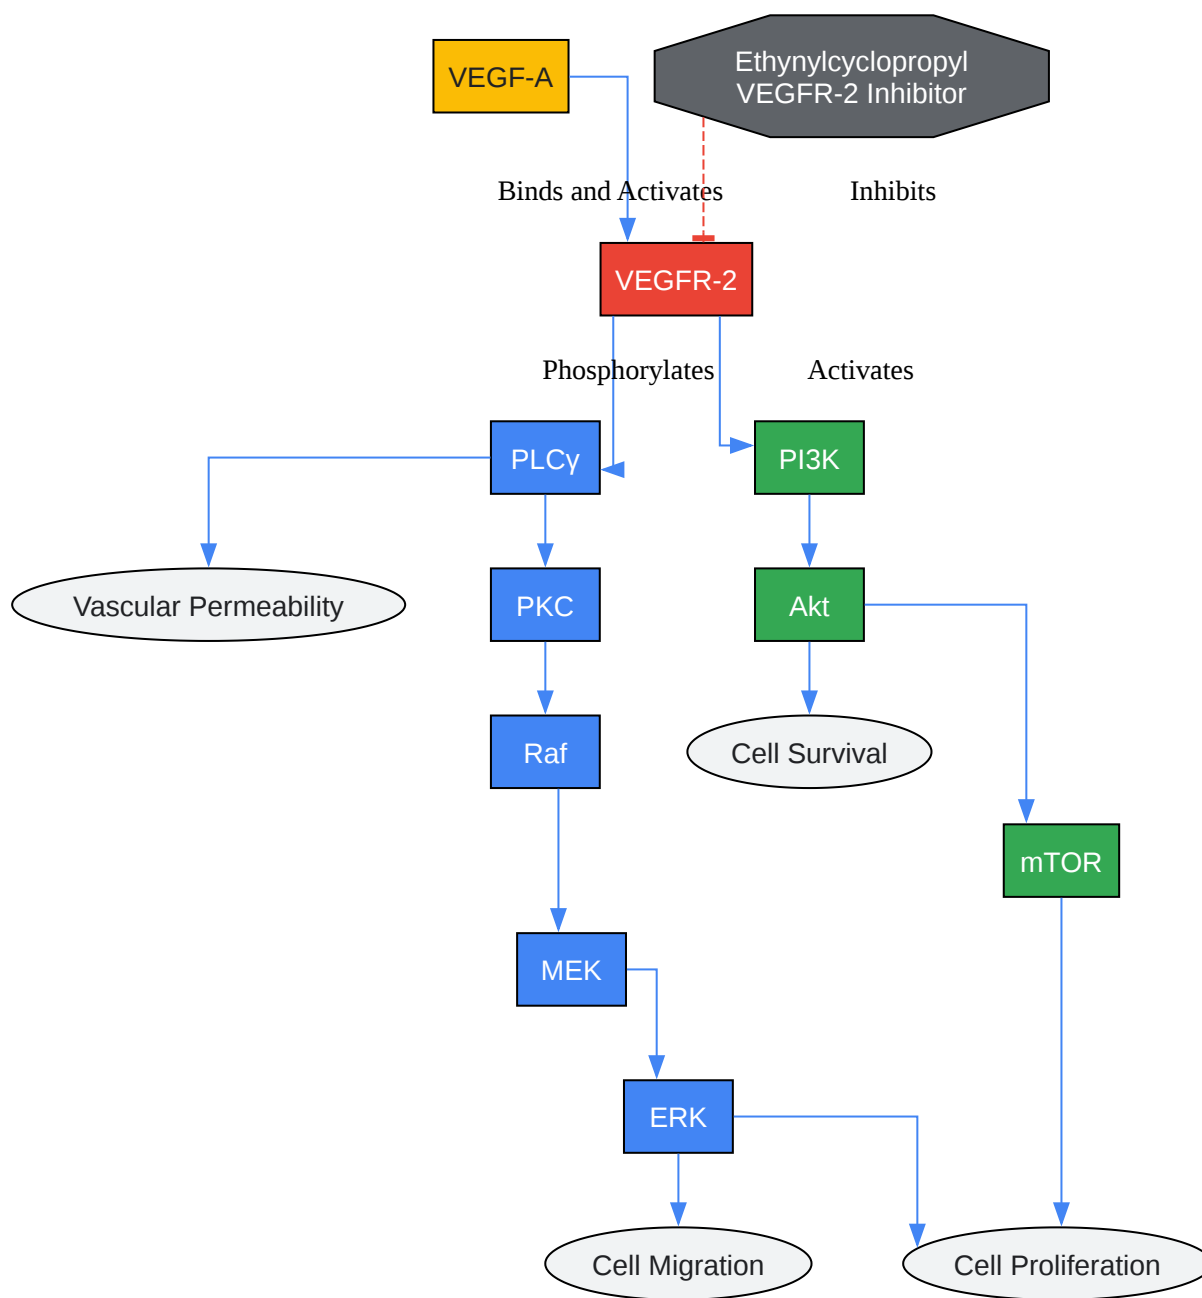 VEGF-A
Ethynylcyclopropyl
VEGFR-2 Inhibitor
Binds and Activates
Inhibits
VEGFR-2
Phosphorylates
Activates
PLCγ
PI3K
Vascular Permeability
PKC
Akt
Raf
Cell Survival
mTOR
MEK
ERK
Cell Migration
Cell Proliferation